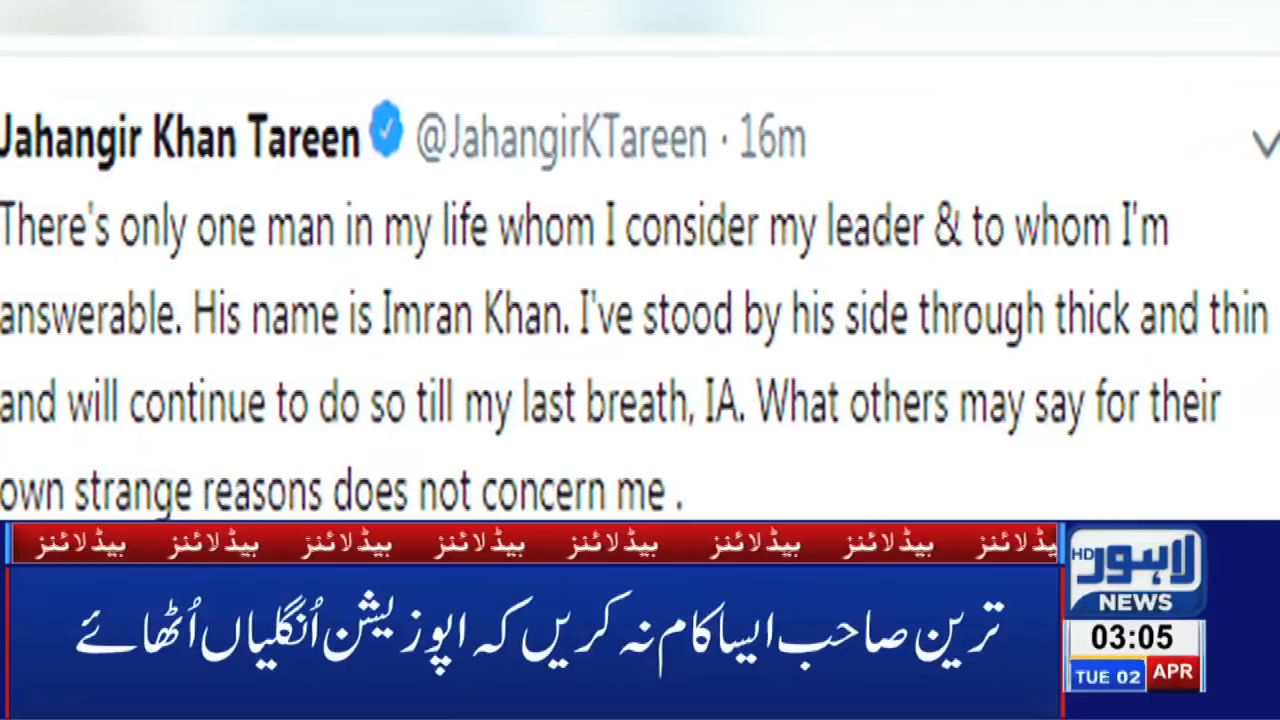 Jahangir Khan Tareen @JahangirKTareen · 16m
There's only one man in my life whom I consider my leader & to whom I'm
answerable. His name is Imran Khan. I've stood by his side through thick and thin
and will continue to do so till my last breath, IA. What others may say for their
own strange reasons does not concern me .
ہیڈلائنز ہیڈلائنز ہیڈلائنز ہیڈلائنز ہیڈلائنز ہیڈلائنز ہیڈلائنز ہیڈلائنز
ترین صاحب ایسا کام نہ کریں کہ اپوزیشن اُنگلیاں اُٹھائے
لاہور HD
NEWS
03:05
TUE 02 APR